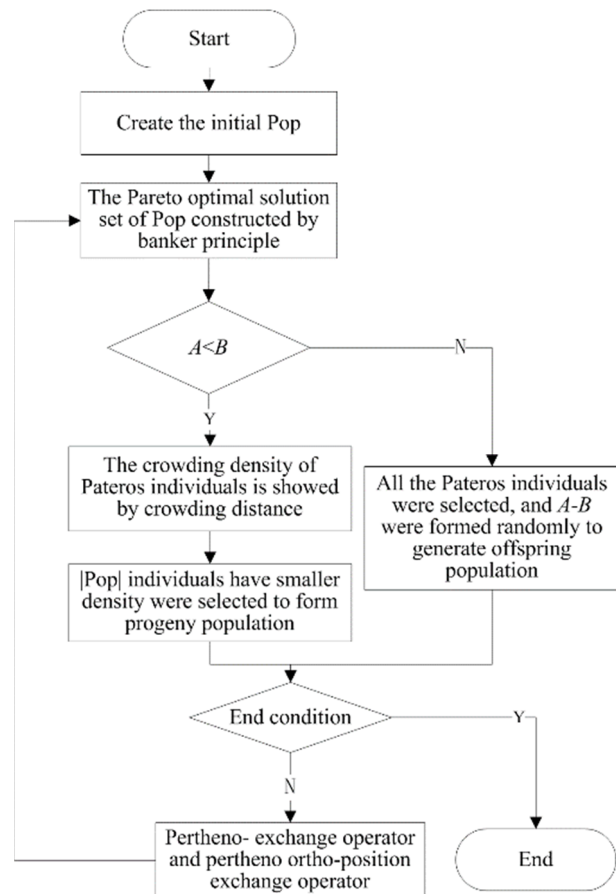 Start
Create the initial Pop
The Pareto optimal solution
set of Pop constructed by
banker principle
A<B
N
Y
The crowding density of
Pateros individuals is showed
by crowding distance
All the Pateros individuals
were selected, and A-B
were formed randomly to
generate offspring
population
|Pop| individuals have smaller
density were selected to form
progeny population
End condition
Y
N
Pertheno- exchange operator
and pertheno ortho-position
exchange operator
End